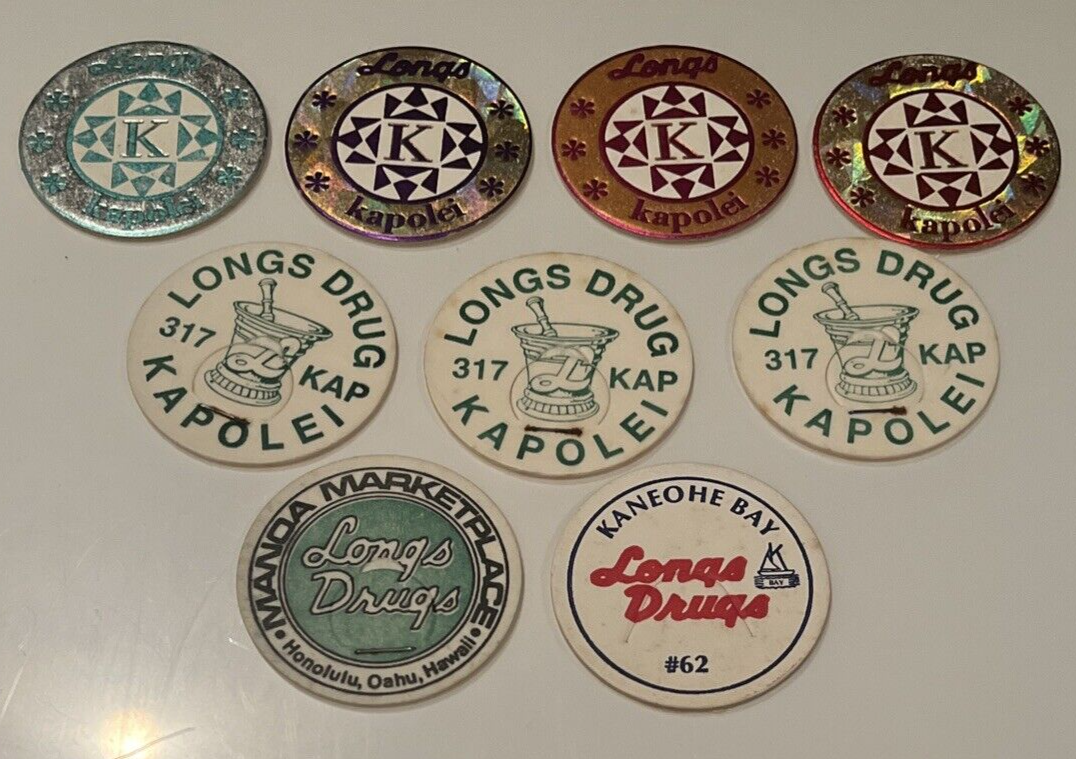 Longs
K
kapolei
Longs
K
kapolei
Longs
K
kapolei
Longs
K
kapolei
LONGS DRUG
317 KAP
KAPOLEI
LONGS DRUG
317 KAP
KAPOLEI
LONGS DRUG
317 KAP
KAPOLEI
MANOA MARKETPLACE
Longs
Drugs
• Honolulu, Oahu, Hawaii •
KANEOHE BAY
Longs
Drugs
K
BAY
#62